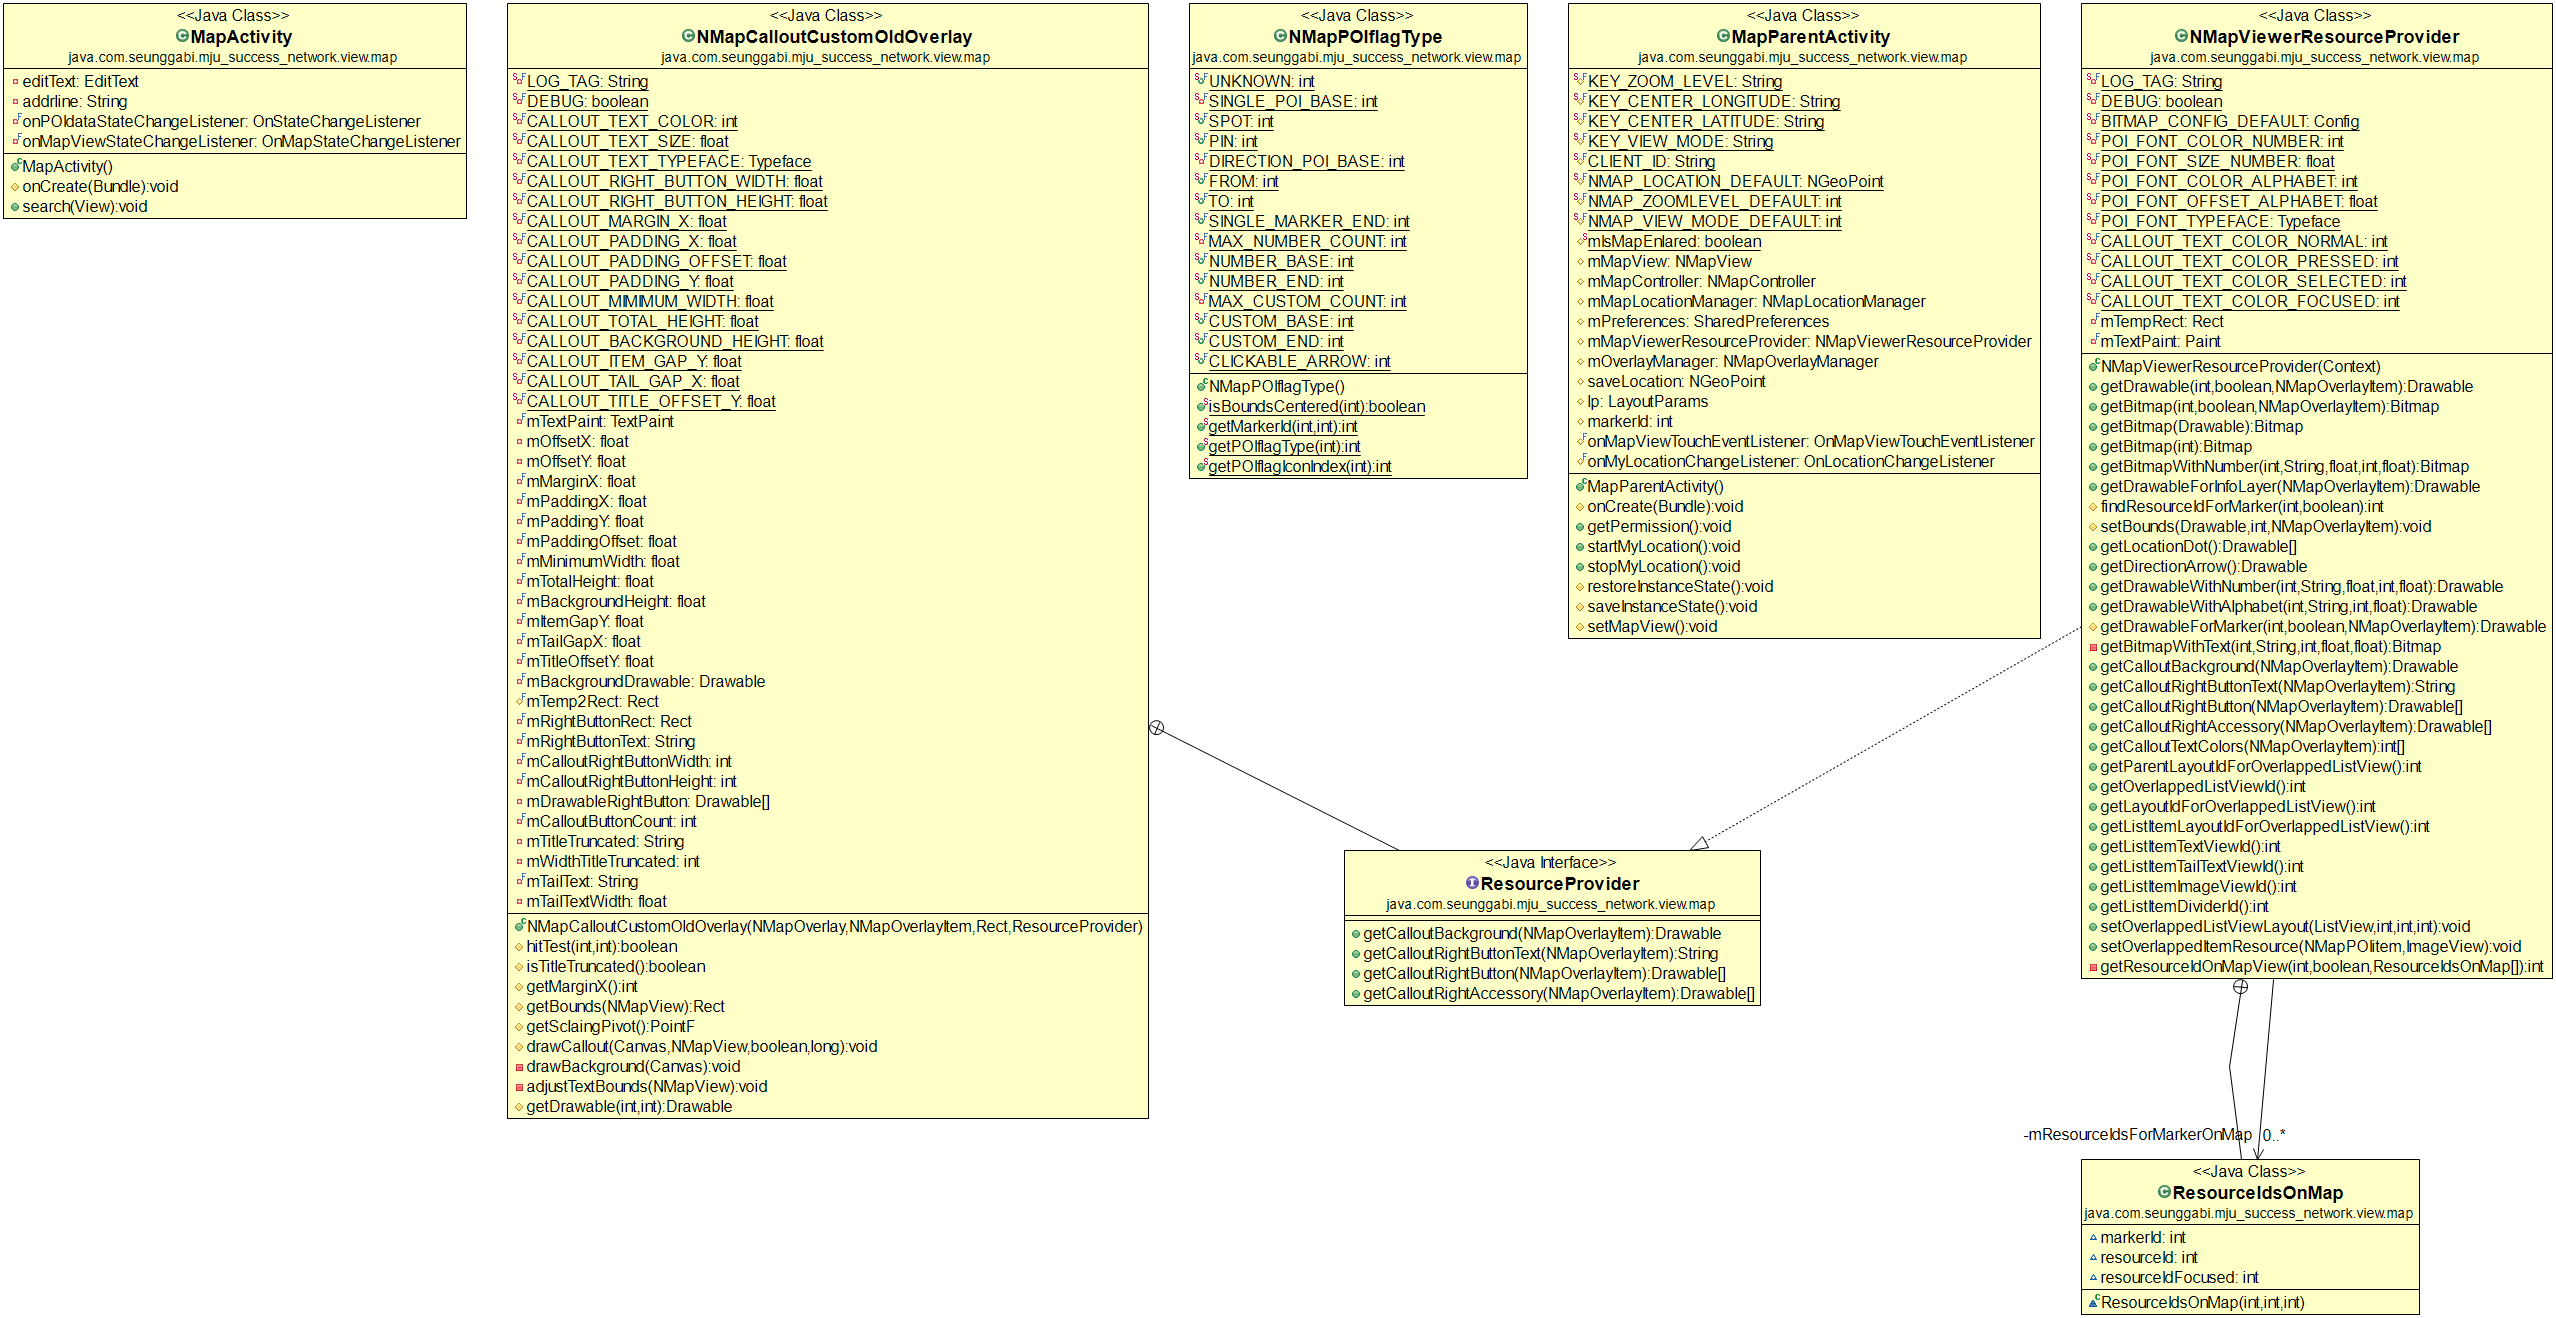 <<Java Class>>
MapActivity
java.com.seunggabi.mju_success_network.view.map
editText: EditText
addrline: String
onPOIdataStateChangeListener: OnStateChangeListener
onMapViewStateChangeListener: OnMapStateChangeListener
MapActivity()
onCreate(Bundle):void
search(View):void
<<Java Class>>
NMapCalloutCustomOldOverlay
java.com.seunggabi.mju_success_network.view.map
LOG_TAG: String
DEBUG: boolean
CALLOUT_TEXT_COLOR: int
CALLOUT_TEXT_SIZE: float
CALLOUT_TEXT_TYPEFACE: Typeface
CALLOUT_RIGHT_BUTTON_WIDTH: float
CALLOUT_RIGHT_BUTTON_HEIGHT: float
CALLOUT_MARGIN_X: float
CALLOUT_PADDING_X: float
CALLOUT_PADDING_OFFSET: float
CALLOUT_PADDING_Y: float
CALLOUT_MIMIMUM_WIDTH: float
CALLOUT_TOTAL_HEIGHT: float
CALLOUT_BACKGROUND_HEIGHT: float
CALLOUT_ITEM_GAP_Y: float
CALLOUT_TAIL_GAP_X: float
CALLOUT_TITLE_OFFSET_Y: float
mTextPaint: TextPaint
mOffsetX: float
mOffsetY: float
mMarginX: float
mPaddingX: float
mPaddingY: float
mPaddingOffset: float
mMinimumWidth: float
mTotalHeight: float
mBackgroundHeight: float
mItemGapY: float
mTailGapX: float
mTitleOffsetY: float
mBackgroundDrawable: Drawable
mTemp2Rect: Rect
mRightButtonRect: Rect
mRightButtonText: String
mCalloutRightButtonWidth: int
mCalloutRightButtonHeight: int
mDrawableRightButton: Drawable[]
mCalloutButtonCount: int
mTitleTruncated: String
mWidthTitleTruncated: int
mTailText: String
mTailTextWidth: float
NMapCalloutCustomOldOverlay(NMapOverlay,NMapOverlayItem,Rect,ResourceProvider)
hitTest(int,int):boolean
isTitleTruncated():boolean
getMarginX():int
getBounds(NMapView):Rect
getSclaingPivot():PointF
drawCallout(Canvas,NMapView,boolean,long):void
drawBackground(Canvas):void
adjustTextBounds(NMapView):void
getDrawable(int,int):Drawable
<<Java Class>>
NMapPOIflagType
java.com.seunggabi.mju_success_network.view.map
UNKNOWN: int
SINGLE_POI_BASE: int
SPOT: int
PIN: int
DIRECTION_POI_BASE: int
FROM: int
TO: int
SINGLE_MARKER_END: int
MAX_NUMBER_COUNT: int
NUMBER_BASE: int
NUMBER_END: int
MAX_CUSTOM_COUNT: int
CUSTOM_BASE: int
CUSTOM_END: int
CLICKABLE_ARROW: int
NMapPOIflagType()
isBoundsCentered(int):boolean
getMarkerId(int,int):int
getPOIflagType(int):int
getPOIflagIconIndex(int):int
<<Java Class>>
MapParentActivity
java.com.seunggabi.mju_success_network.view.map
KEY_ZOOM_LEVEL: String
KEY_CENTER_LONGITUDE: String
KEY_CENTER_LATITUDE: String
KEY_VIEW_MODE: String
CLIENT_ID: String
NMAP_LOCATION_DEFAULT: NGeoPoint
NMAP_ZOOMLEVEL_DEFAULT: int
NMAP_VIEW_MODE_DEFAULT: int
mIsMapEnlared: boolean
mMapView: NMapView
mMapController: NMapController
mMapLocationManager: NMapLocationManager
mPreferences: SharedPreferences
mMapViewerResourceProvider: NMapViewerResourceProvider
mOverlayManager: NMapOverlayManager
saveLocation: NGeoPoint
lp: LayoutParams
markerId: int
onMapViewTouchEventListener: OnMapViewTouchEventListener
onMyLocationChangeListener: OnLocationChangeListener
MapParentActivity()
onCreate(Bundle):void
getPermission():void
startMyLocation():void
stopMyLocation():void
restoreInstanceState():void
saveInstanceState():void
setMapView():void
<<Java Class>>
NMapViewerResourceProvider
java.com.seunggabi.mju_success_network.view.map
LOG_TAG: String
DEBUG: boolean
BITMAP_CONFIG_DEFAULT: Config
POI_FONT_COLOR_NUMBER: int
POI_FONT_SIZE_NUMBER: float
POI_FONT_COLOR_ALPHABET: int
POI_FONT_OFFSET_ALPHABET: float
POI_FONT_TYPEFACE: Typeface
CALLOUT_TEXT_COLOR_NORMAL: int
CALLOUT_TEXT_COLOR_PRESSED: int
CALLOUT_TEXT_COLOR_SELECTED: int
CALLOUT_TEXT_COLOR_FOCUSED: int
mTempRect: Rect
mTextPaint: Paint
NMapViewerResourceProvider(Context)
getDrawable(int,boolean,NMapOverlayItem):Drawable
getBitmap(int,boolean,NMapOverlayItem):Bitmap
getBitmap(Drawable):Bitmap
getBitmap(int):Bitmap
getBitmapWithNumber(int,String,float,int,float):Bitmap
getDrawableForInfoLayer(NMapOverlayItem):Drawable
findResourceIdForMarker(int,boolean):int
setBounds(Drawable,int,NMapOverlayItem):void
getLocationDot():Drawable[]
getDirectionArrow():Drawable
getDrawableWithNumber(int,String,float,int,float):Drawable
getDrawableWithAlphabet(int,String,int,float):Drawable
getDrawableForMarker(int,boolean,NMapOverlayItem):Drawable
getBitmapWithText(int,String,int,float,float):Bitmap
getCalloutBackground(NMapOverlayItem):Drawable
getCalloutRightButtonText(NMapOverlayItem):String
getCalloutRightButton(NMapOverlayItem):Drawable[]
getCalloutRightAccessory(NMapOverlayItem):Drawable[]
getCalloutTextColors(NMapOverlayItem):int[]
getParentLayoutIdForOverlappedListView():int
getOverlappedListViewId():int
getLayoutIdForOverlappedListView():int
getListItemLayoutIdForOverlappedListView():int
getListItemTextViewId():int
getListItemTailTextViewId():int
getListItemImageViewId():int
getListItemDividerId():int
setOverlappedListViewLayout(ListView,int,int,int):void
setOverlappedItemResource(NMapPOIitem,ImageView):void
getResourceIdOnMapView(int,boolean,ResourceIdsOnMap[]):int
<<Java Interface>>
ResourceProvider
java.com.seunggabi.mju_success_network.view.map
getCalloutBackground(NMapOverlayItem):Drawable
getCalloutRightButtonText(NMapOverlayItem):String
getCalloutRightButton(NMapOverlayItem):Drawable[]
getCalloutRightAccessory(NMapOverlayItem):Drawable[]
-mResourceIdsForMarkerOnMap 0..*
<<Java Class>>
ResourceIdsOnMap
java.com.seunggabi.mju_success_network.view.map
markerId: int
resourceId: int
resourceIdFocused: int
ResourceIdsOnMap(int,int,int)